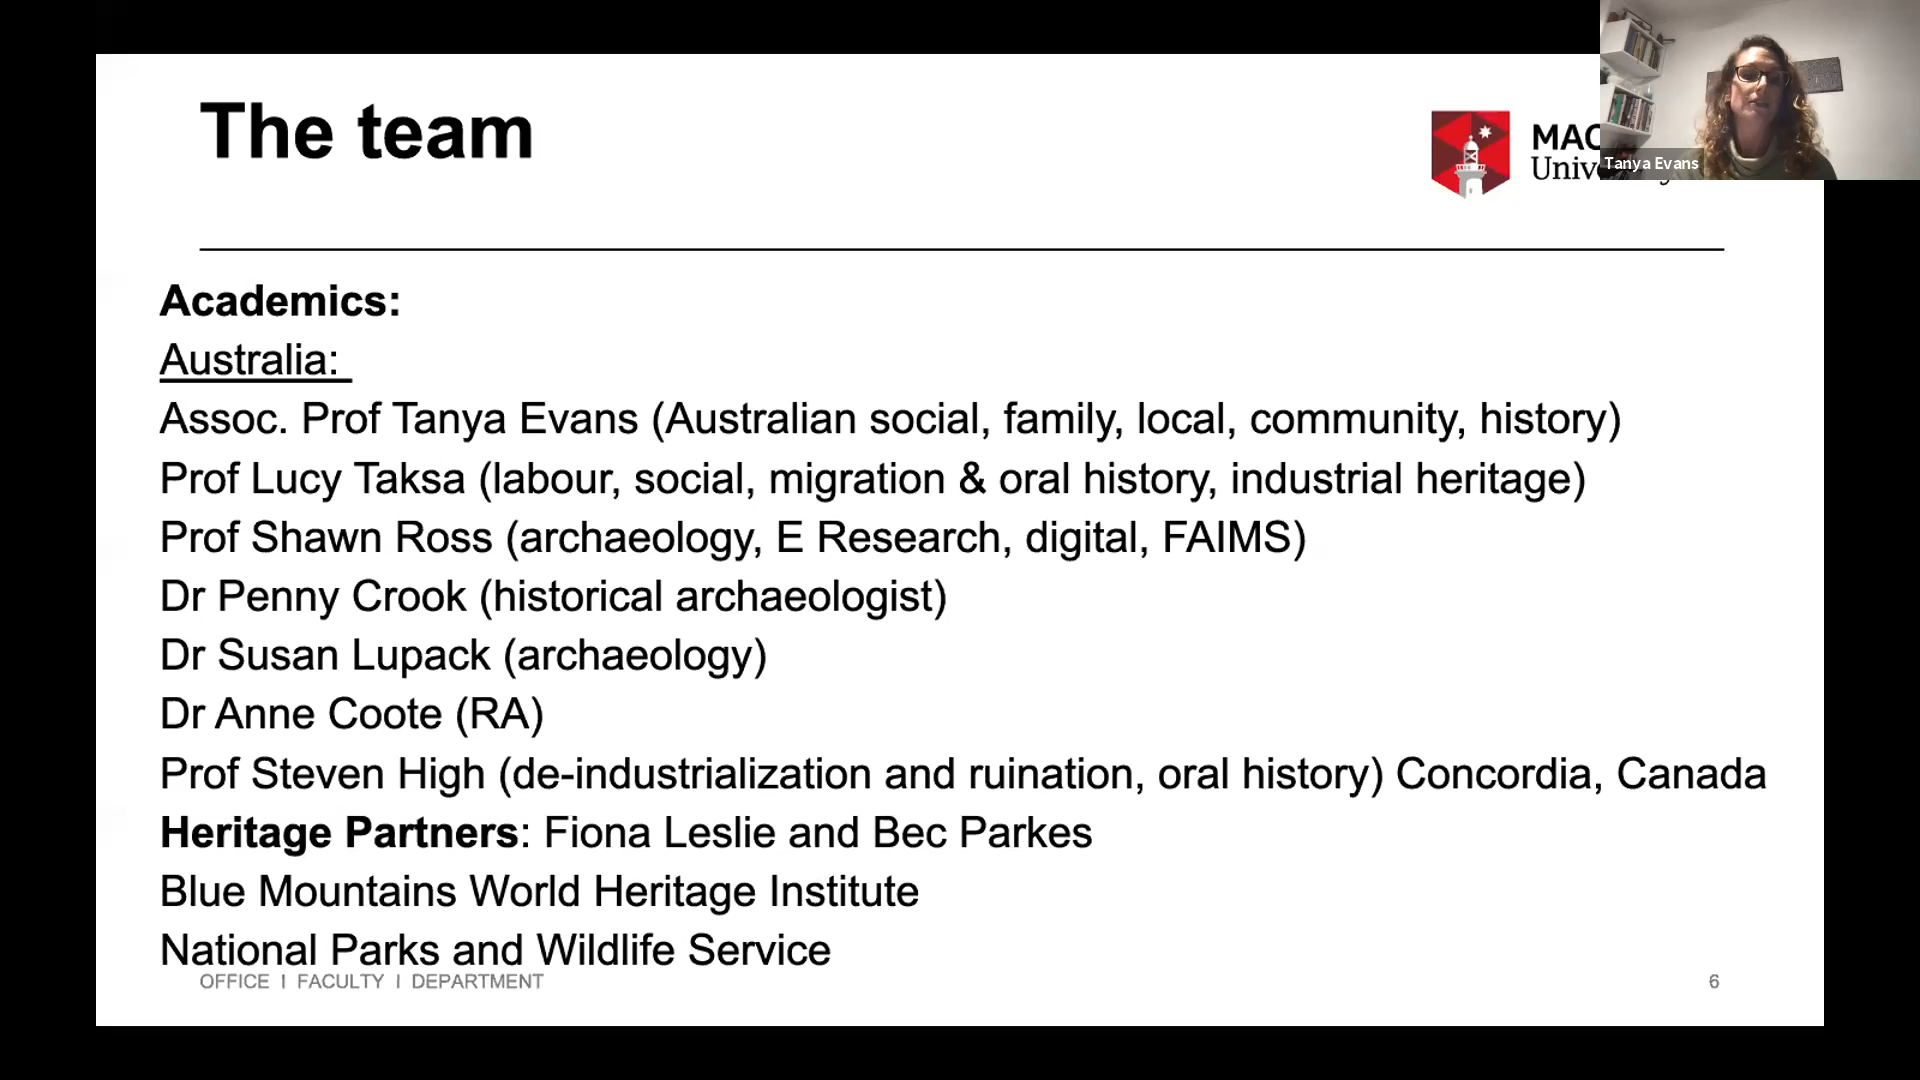 The team
MAC
Univ
Tanya Evans
Academics:
Australia:
Assoc. Prof Tanya Evans (Australian social, family, local, community, history)
Prof Lucy Taksa (labour, social, migration & oral history, industrial heritage)
Prof Shawn Ross (archaeology, E Research, digital, FAIMS)
Dr Penny Crook (historical archaeologist)
Dr Susan Lupack (archaeology)
Dr Anne Coote (RA)
Prof Steven High (de-industrialization and ruination, oral history) Concordia, Canada
Heritage Partners: Fiona Leslie and Bec Parkes
Blue Mountains World Heritage Institute
National Parks and Wildlife Service
OFFICE I FACULTY I DEPARTMENT
6